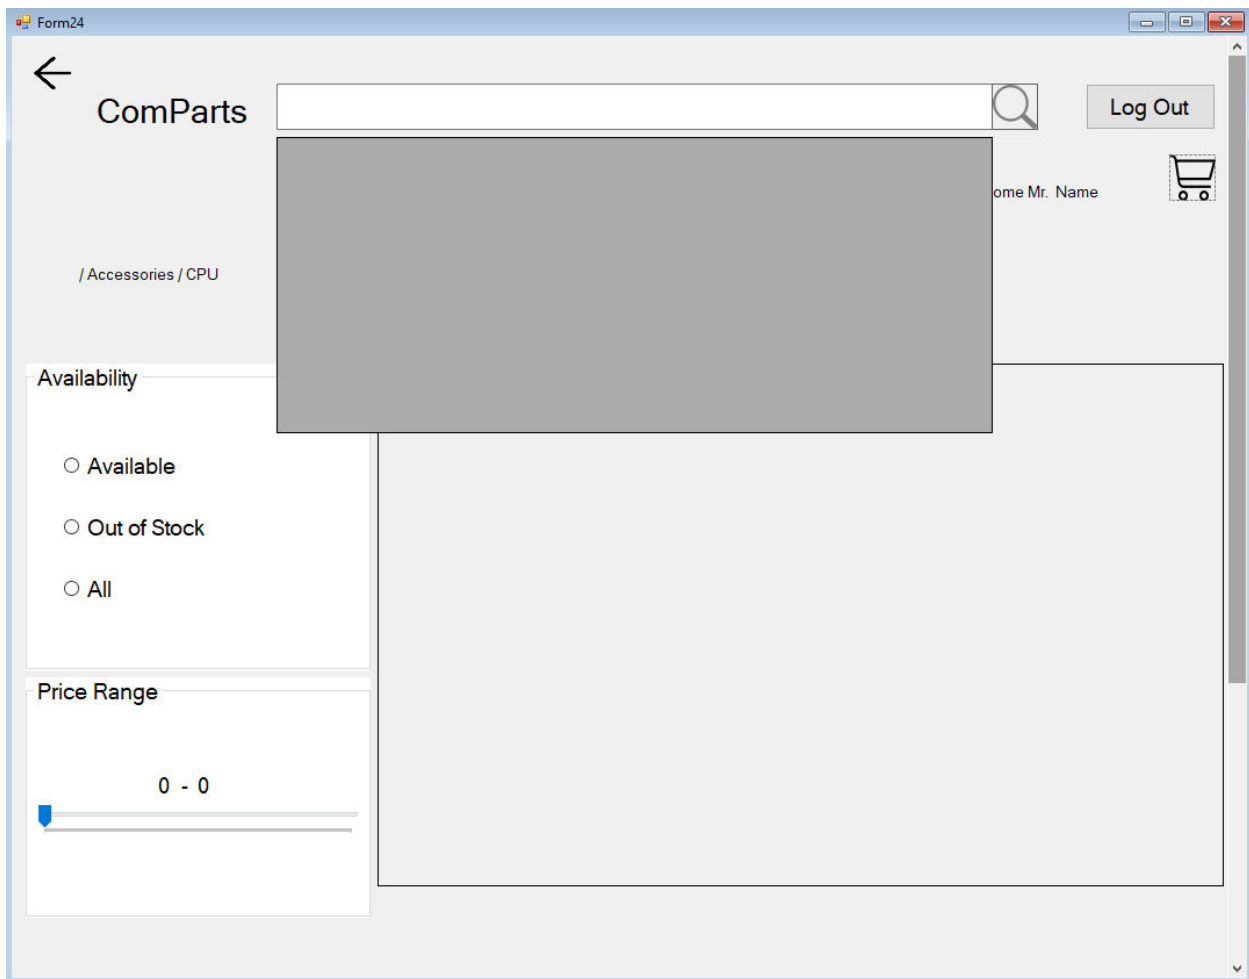 Form24
ComParts
Log Out
ome Mr. Name
/ Accessories / CPU
Availability
Available
Out of Stock
All
Price Range
0 - 0